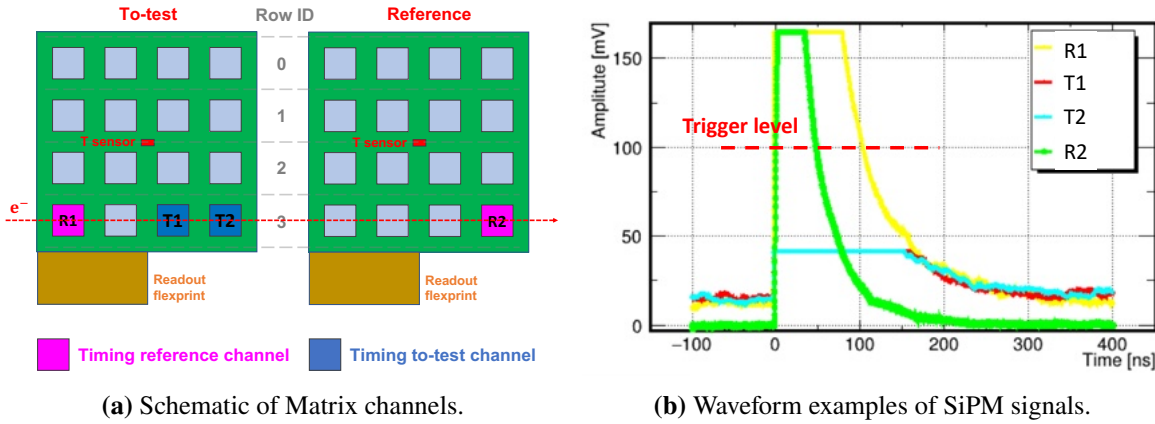 To-test Row ID Reference
0
1
T sensor T sensor
2
e⁻ R1 T1 T2 3 R2
Readout flexprint Readout flexprint
Timing reference channel Timing to-test channel
(a) Schematic of Matrix channels.
Amplitude [mV]
150
100
50
0
Trigger level
R1
T1
T2
R2
−100 0 100 200 300 400
Time [ns]
(b) Waveform examples of SiPM signals.